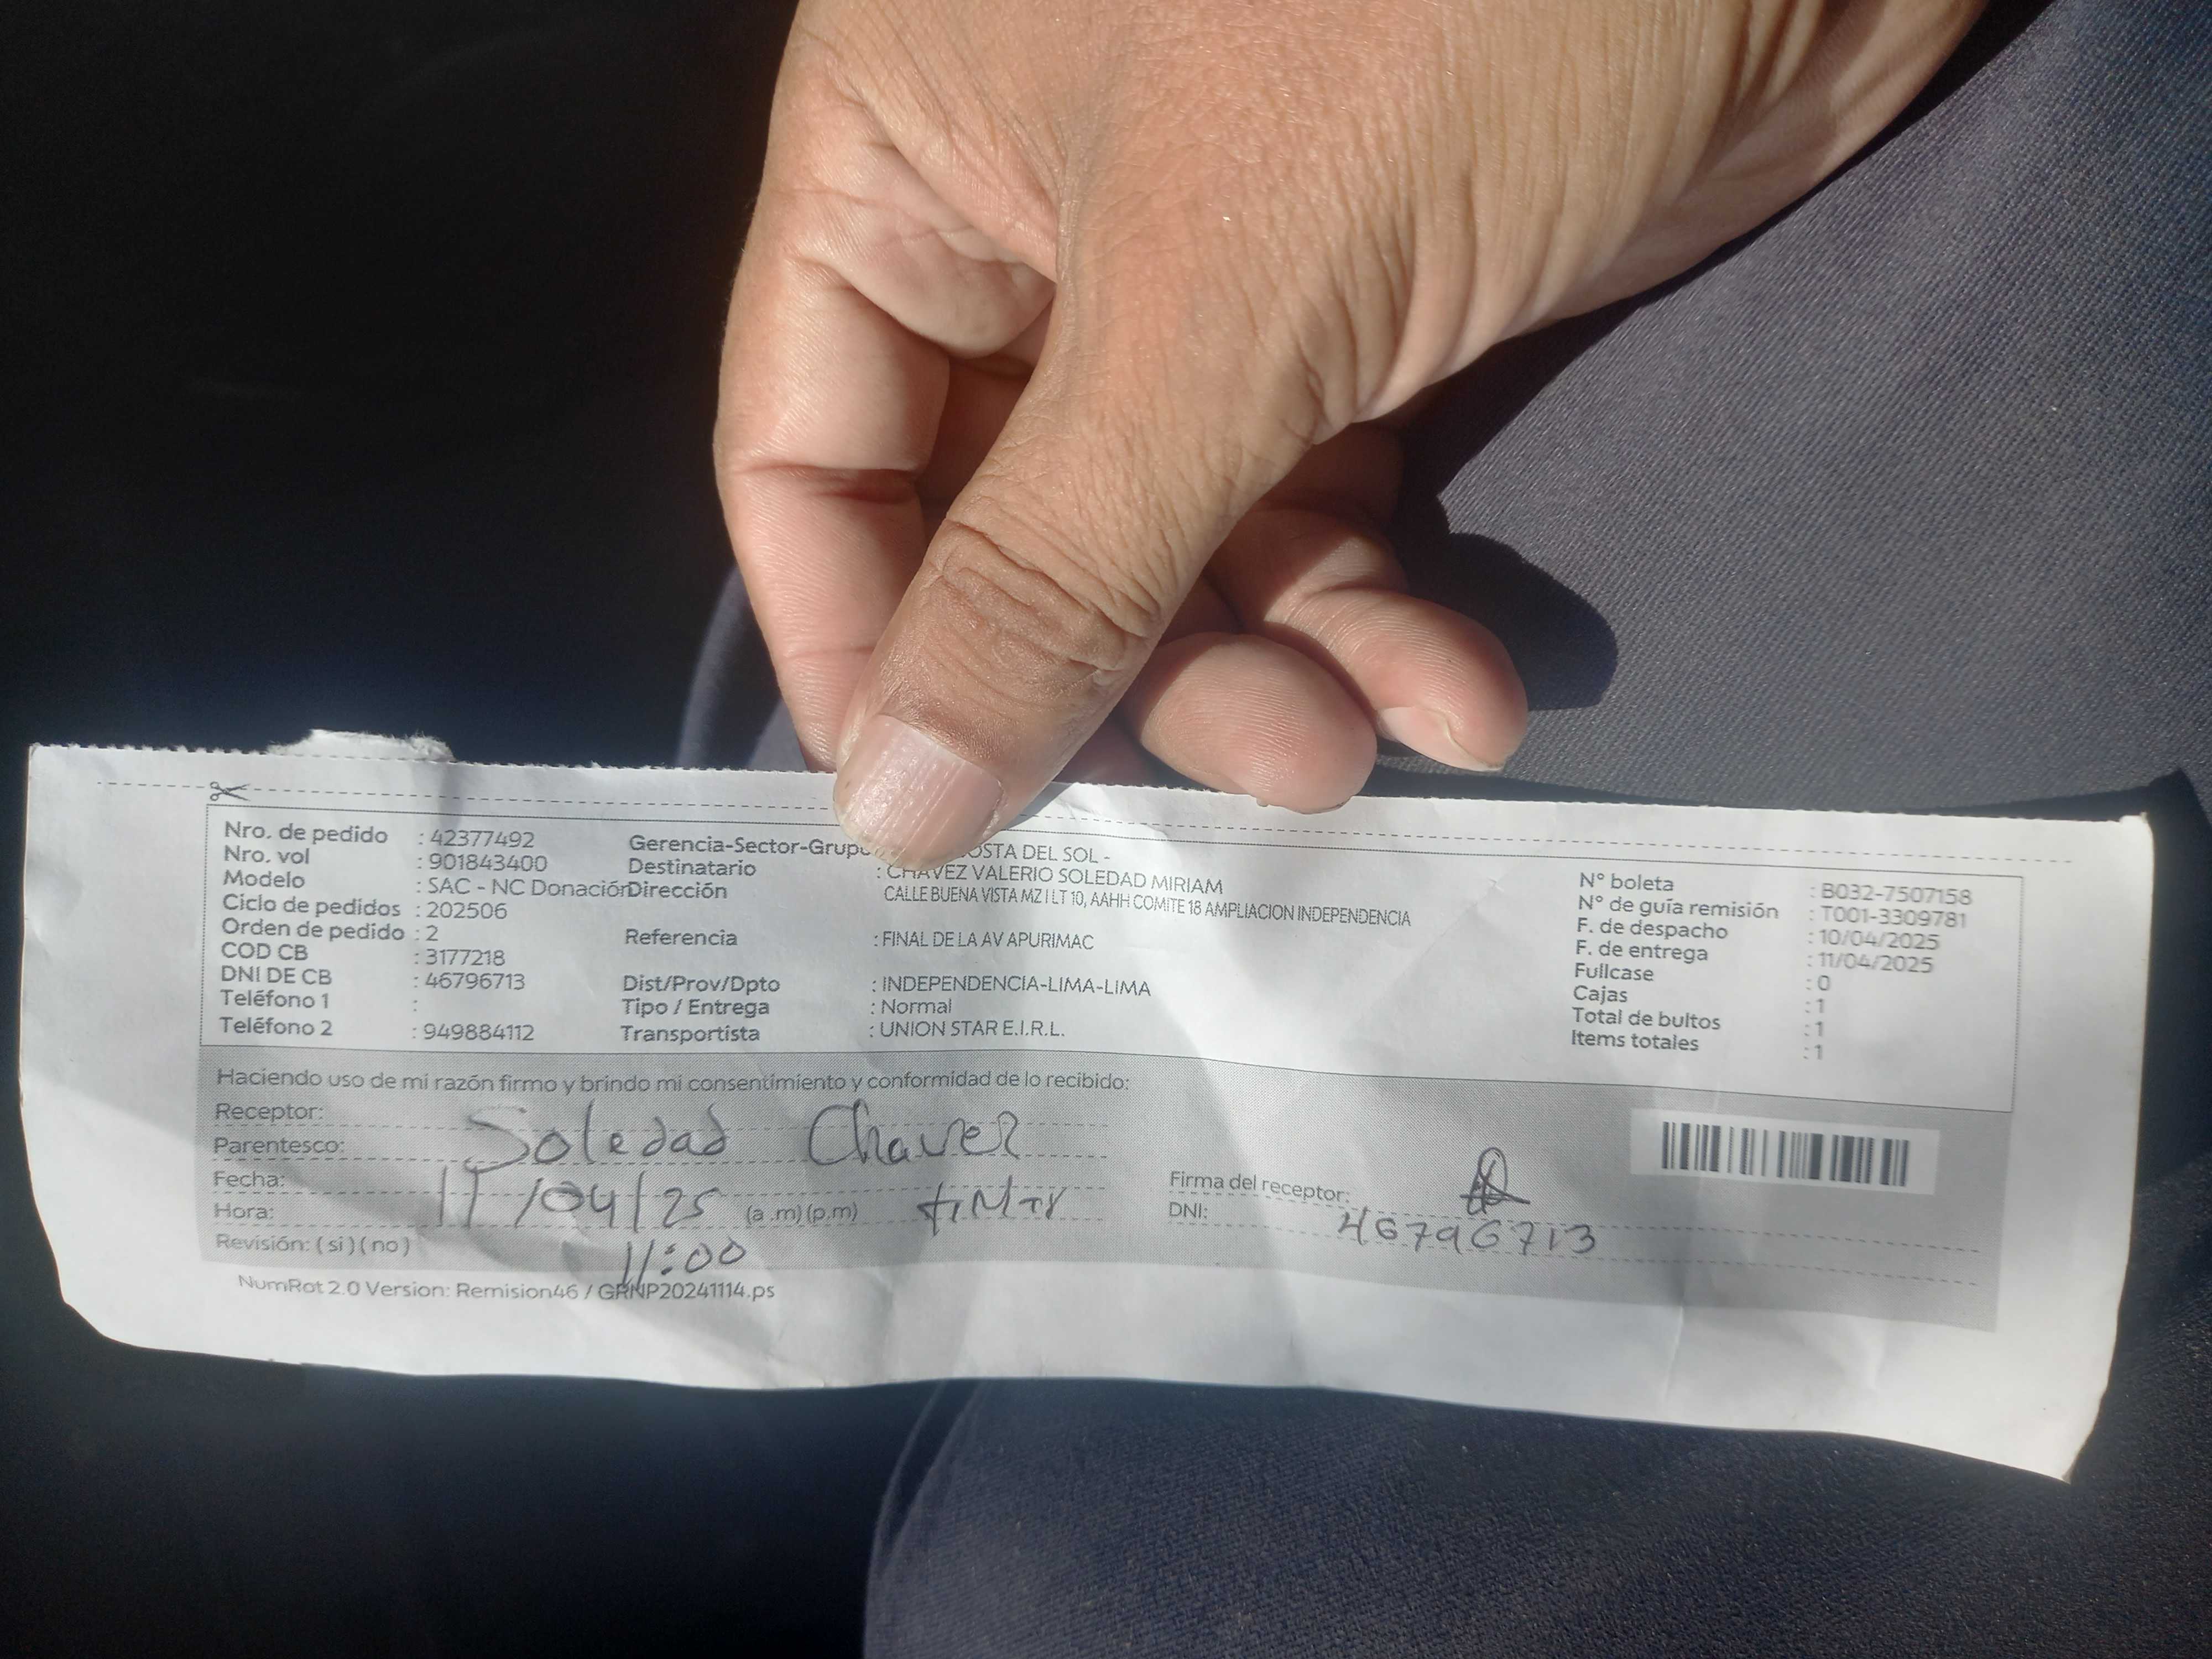 Nro. de pedido : 42377492 Gerencia-Sector-Grupo OSTA DEL SOL -
Nro. vol : 901843400 Destinatario : CHAVEZ VALERIO SOLEDAD MIRIAM
Modelo : SAC - NC Donación Dirección CALLE BUENA VISTA MZ I LT 10, AAHH COMITE 18 AMPLIACION INDEPENDENCIA
Ciclo de pedidos : 202506
Orden de pedido : 2 Referencia : FINAL DE LA AV APURIMAC
COD CB : 3177218
DNI DE CB : 46796713 Dist/Prov/Dpto : INDEPENDENCIA-LIMA-LIMA
Teléfono 1 : Tipo / Entrega : Normal
Teléfono 2 : 949884112 Transportista : UNION STAR E.I.R.L.
N° boleta : B032-7507158
N° de guía remisión : T001-3309781
F. de despacho : 10/04/2025
F. de entrega : 11/04/2025
Fullcase : 0
Cajas : 1
Total de bultos : 1
Items totales : 1
Haciendo uso de mi razón firmo y brindo mi consentimiento y conformidad de lo recibido:
Receptor: Soledad Chavez
Parentesco:
Fecha: 11/04/25
Hora: 11:00 (a .m) (p.m)
Revisión: ( si ) ( no )
Firma del receptor:
DNI: 46796713
NumRot 2.0 Version: Remision46 / GRNP20241114.ps